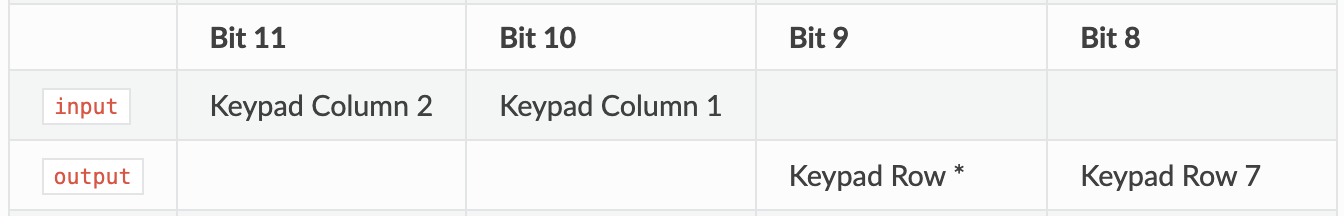 Bit 11 Bit 10 Bit 9 Bit 8
input Keypad Column 2 Keypad Column 1
output Keypad Row * Keypad Row 7